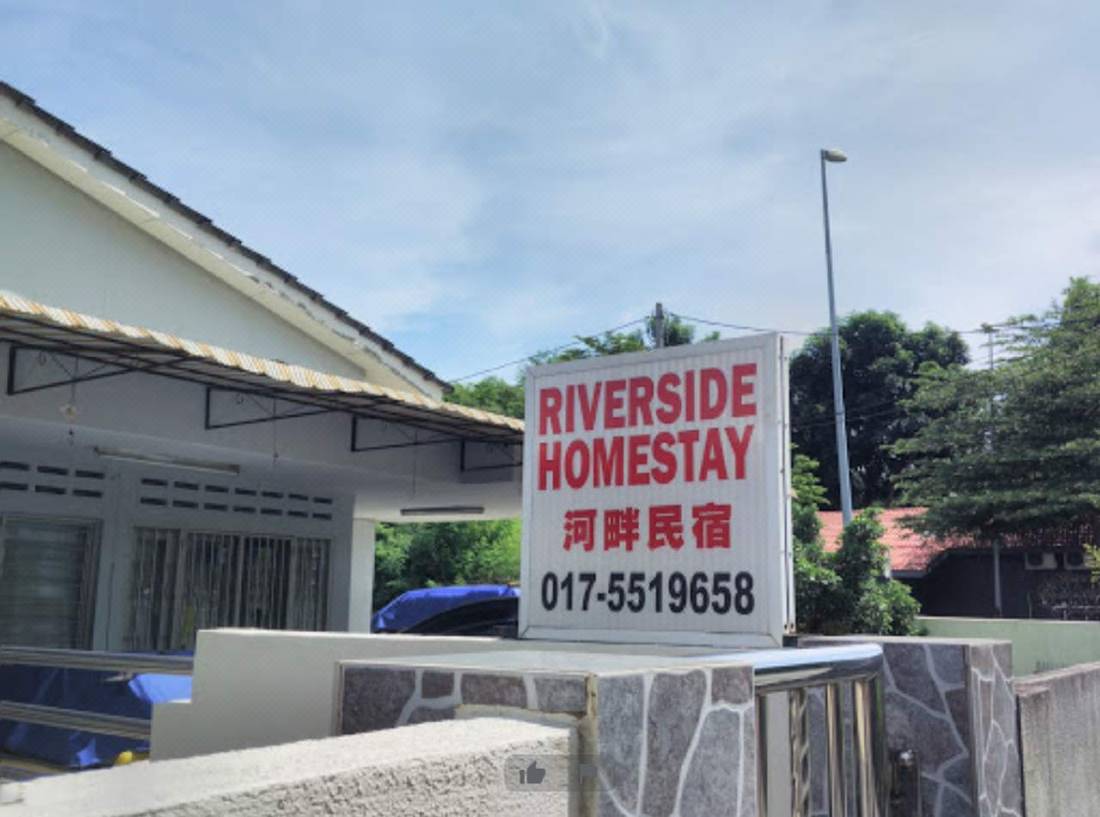 RIVERSIDE
HOMESTAY
河畔民宿
017-5519658